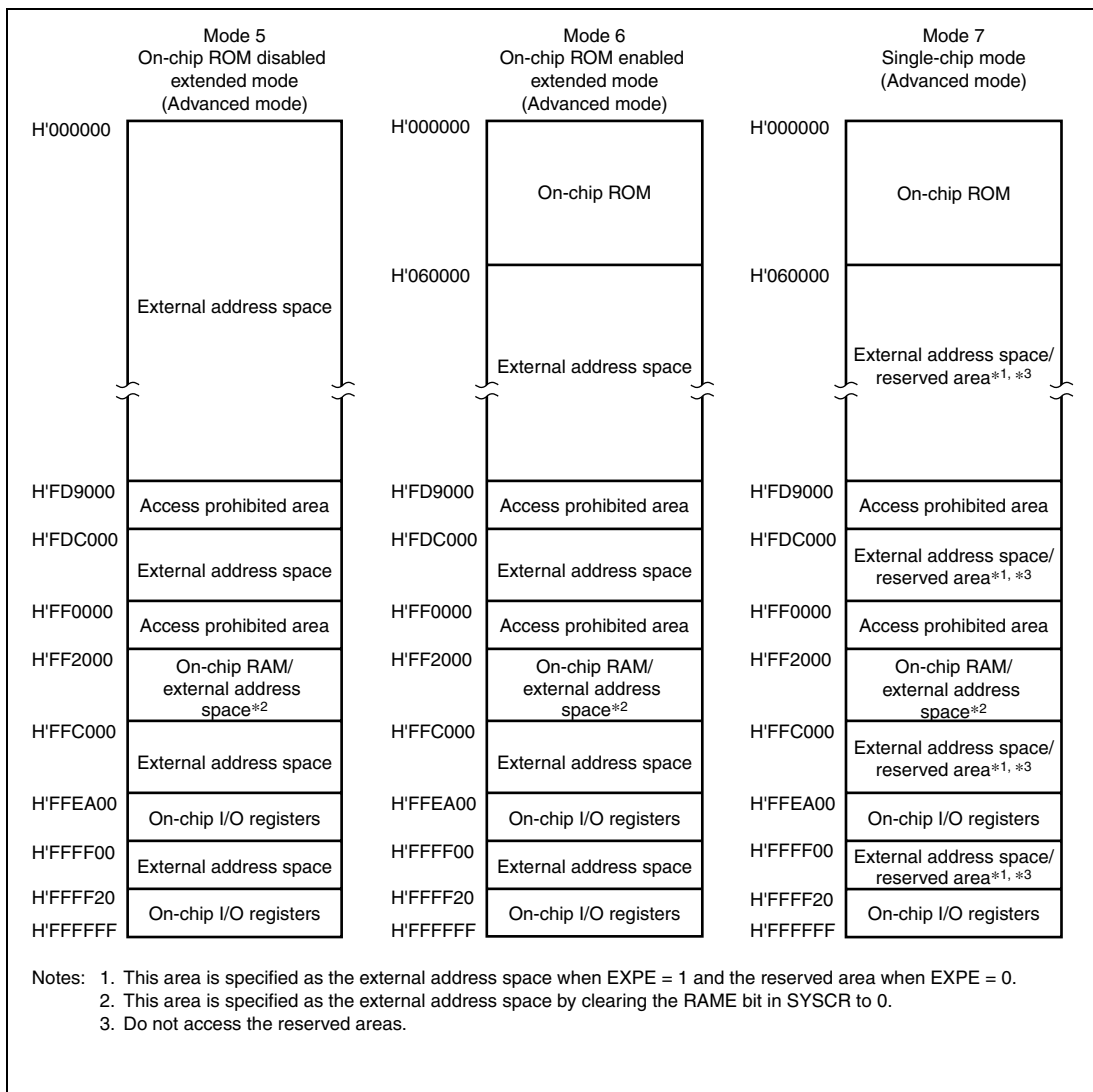 Mode 5
On-chip ROM disabled
extended mode
(Advanced mode)
H'000000
External address space
H'FD9000
Access prohibited area
H'FDC000
External address space
H'FF0000
Access prohibited area
H'FF2000
On-chip RAM/
external address
space*2
H'FFC000
External address space
H'FFEA00
On-chip I/O registers
H'FFFF00
External address space
H'FFFF20
On-chip I/O registers
H'FFFFFF
Mode 6
On-chip ROM enabled
extended mode
(Advanced mode)
H'000000
On-chip ROM
H'060000
External address space
H'FD9000
Access prohibited area
H'FDC000
External address space
H'FF0000
Access prohibited area
H'FF2000
On-chip RAM/
external address
space*2
H'FFC000
External address space
H'FFEA00
On-chip I/O registers
H'FFFF00
External address space
H'FFFF20
On-chip I/O registers
H'FFFFFF
Mode 7
Single-chip mode
(Advanced mode)
H'000000
On-chip ROM
H'060000
External address space/
reserved area*1, *3
H'FD9000
Access prohibited area
H'FDC000
External address space/
reserved area*1, *3
H'FF0000
Access prohibited area
H'FF2000
On-chip RAM/
external address
space*2
H'FFC000
External address space/
reserved area*1, *3
H'FFEA00
On-chip I/O registers
H'FFFF00
External address space/
reserved area*1, *3
H'FFFF20
On-chip I/O registers
H'FFFFFF
Notes: 1. This area is specified as the external address space when EXPE = 1 and the reserved area when EXPE = 0.
2. This area is specified as the external address space by clearing the RAME bit in SYSCR to 0.
3. Do not access the reserved areas.